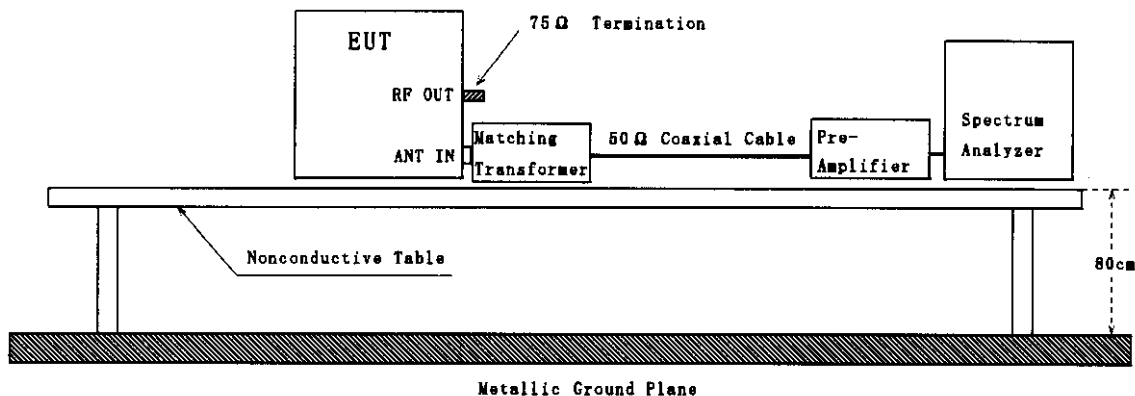 75Ω Termination
EUT
RF OUT
ANT IN
Matching
Transformer
50Ω Coaxial Cable
Pre-
Amplifier
Spectrum
Analyzer
Nonconductive Table
80cm
Metallic Ground Plane